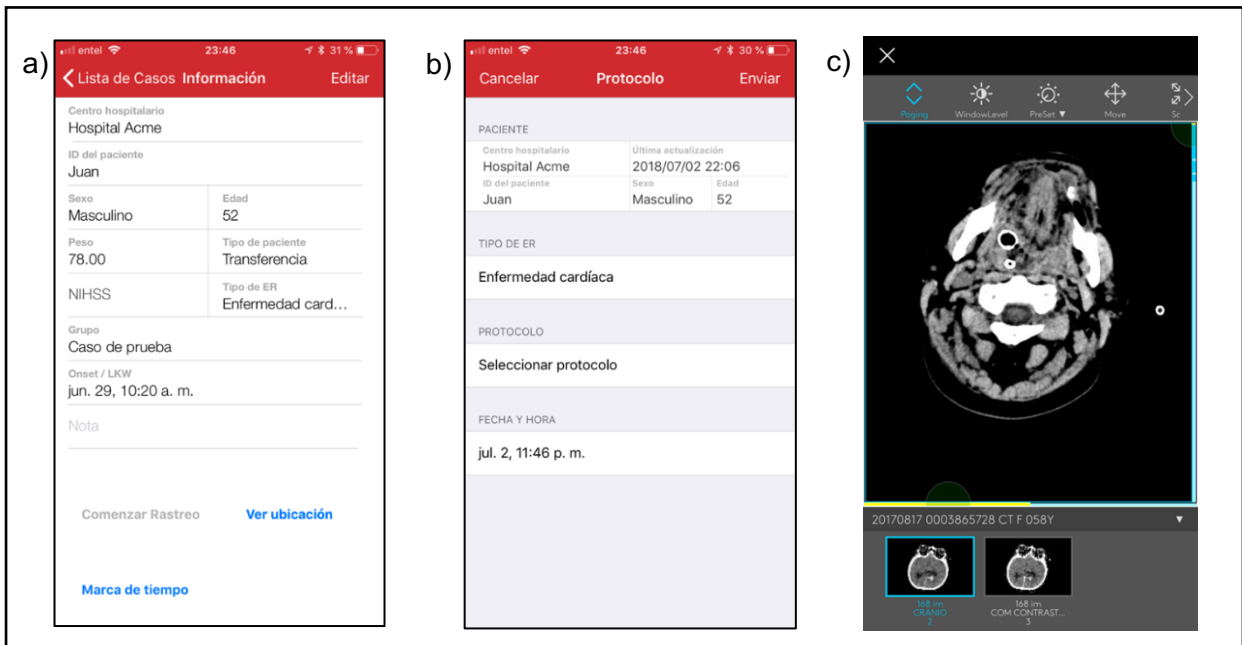 a)
entel 23:46 31 %
Lista de Casos Información Editar
Centro hospitalario
Hospital Acme
ID del paciente
Juan
Sexo Edad
Masculino 52
Peso Tipo de paciente
78.00 Transferencia
NIHSS Tipo de ER
Enfermedad card...
Grupo
Caso de prueba
Onset / LKW
jun. 29, 10:20 a. m.
Nota
Comenzar Rastreo Ver ubicación
Marca de tiempo
b)
entel 23:46 30 %
Cancelar Protocolo Enviar
PACIENTE
Centro hospitalario Última actualización
Hospital Acme 2018/07/02 22:06
ID del paciente Sexo Edad
Juan Masculino 52
TIPO DE ER
Enfermedad cardíaca
PROTOCOLO
Seleccionar protocolo
FECHA Y HORA
jul. 2, 11:46 p. m.
c)
Paging WindowLevel PreSet ▼ Move Sc
20170817 0003865728 CT F 058Y ▼
168 im 168 im
CRANIO COM CONTRAST...
2 3